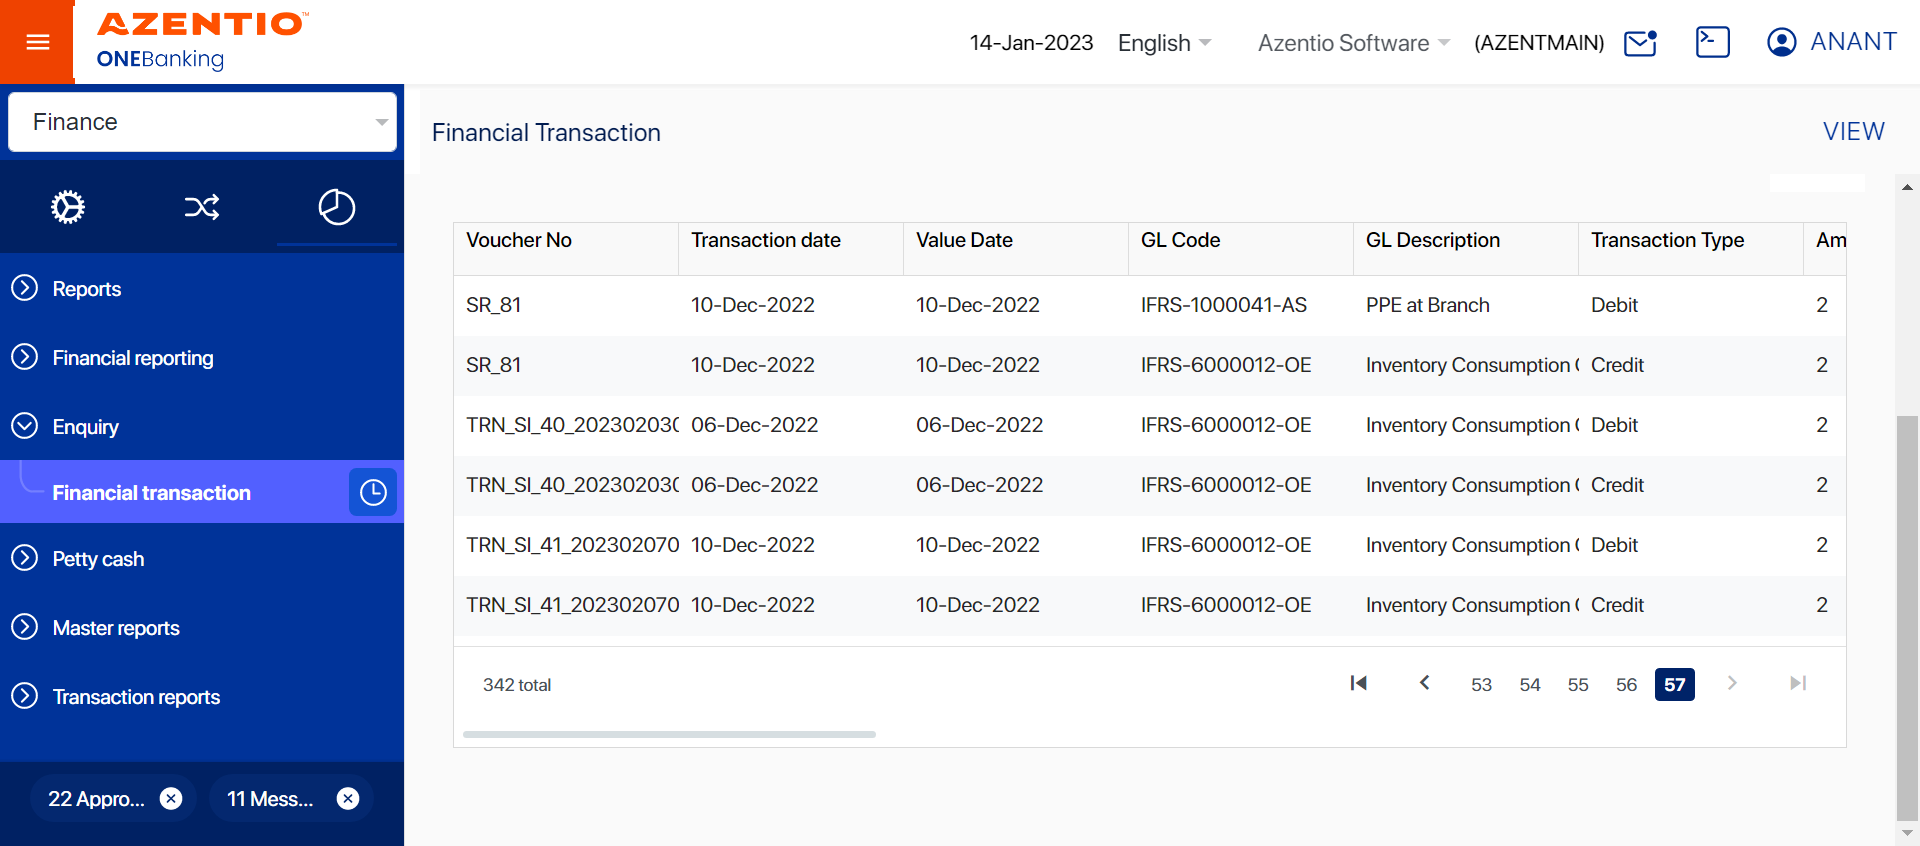 AZENTIO™
ONEBanking
14-Jan-2023 English Azentio Software (AZENTMAIN) ANANT
Finance
Reports
Financial reporting
Enquiry
Financial transaction
Petty cash
Master reports
Transaction reports
22 Appro...
11 Mess...
Financial Transaction VIEW
Voucher No Transaction date Value Date GL Code GL Description Transaction Type Am
SR_81 10-Dec-2022 10-Dec-2022 IFRS-1000041-AS PPE at Branch Debit 2
SR_81 10-Dec-2022 10-Dec-2022 IFRS-6000012-OE Inventory Consumption Credit 2
TRN_SI_40_20230203 06-Dec-2022 06-Dec-2022 IFRS-6000012-OE Inventory Consumption Debit 2
TRN_SI_40_20230203 06-Dec-2022 06-Dec-2022 IFRS-6000012-OE Inventory Consumption Credit 2
TRN_SI_41_202302070 10-Dec-2022 10-Dec-2022 IFRS-6000012-OE Inventory Consumption Debit 2
TRN_SI_41_202302070 10-Dec-2022 10-Dec-2022 IFRS-6000012-OE Inventory Consumption Credit 2
342 total 53 54 55 56 57